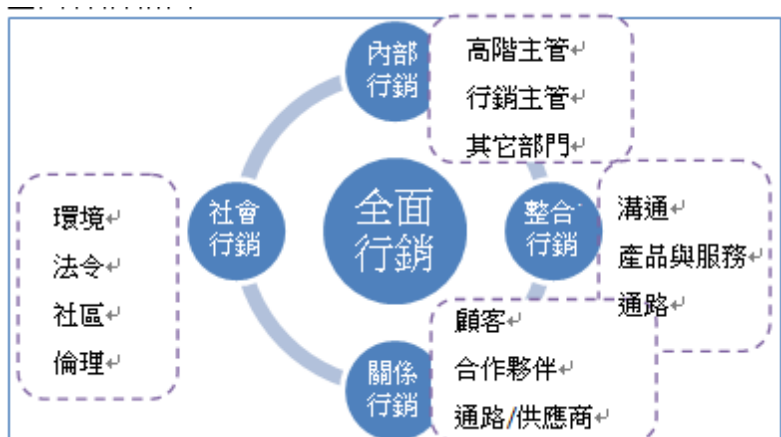 內部
行銷
高階主管
行銷主管
其它部門
社會
行銷
環境
法令
社區
倫理
全面
行銷
整合
行銷
溝通
產品與服務
通路
關係
行銷
顧客
合作夥伴
通路/供應商